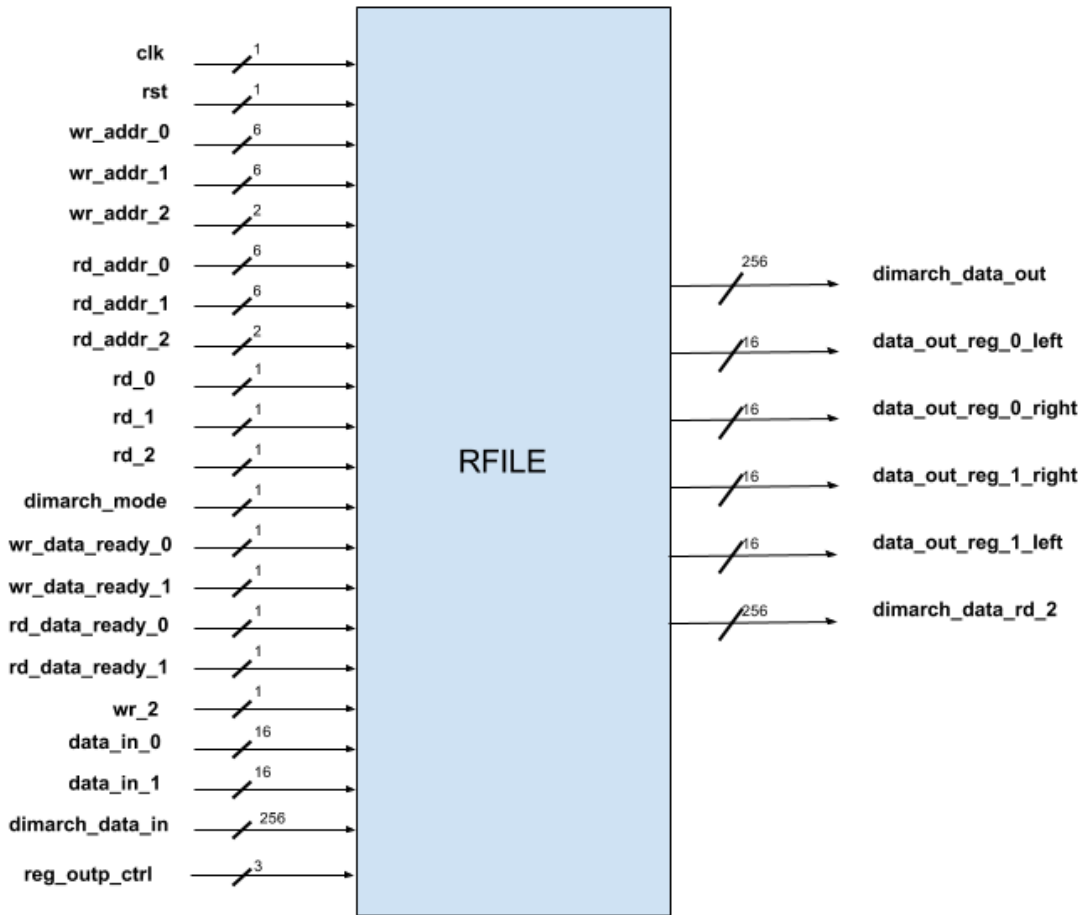 clk 1
rst 1
wr_addr_0 6
wr_addr_1 6
wr_addr_2 2
rd_addr_0 6
rd_addr_1 6
rd_addr_2 2
rd_0 1
rd_1 1
rd_2 1
dimarch_mode 1
wr_data_ready_0 1
wr_data_ready_1 1
rd_data_ready_0 1
rd_data_ready_1 1
wr_2 1
data_in_0 16
data_in_1 16
dimarch_data_in 256
reg_outp_ctrl 3
RFILE
256 dimarch_data_out
16 data_out_reg_0_left
16 data_out_reg_0_right
16 data_out_reg_1_right
16 data_out_reg_1_left
256 dimarch_data_rd_2